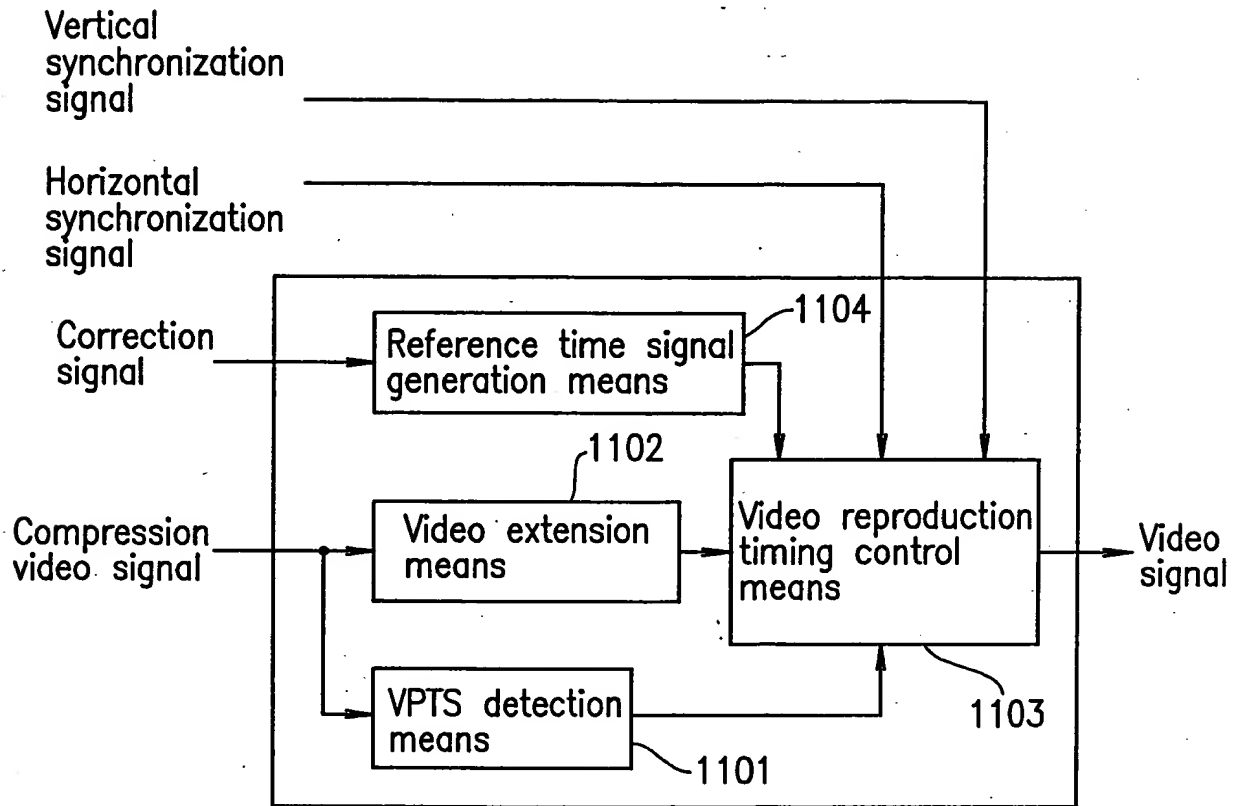 Vertical
synchronization
signal
Horizontal
synchronization
signal
Correction
signal
1104
Reference time signal
generation means
1102
Compression
video signal
Video extension
means
Video reproduction
timing control
means
Video
signal
VPTS detection
means
1103
1101